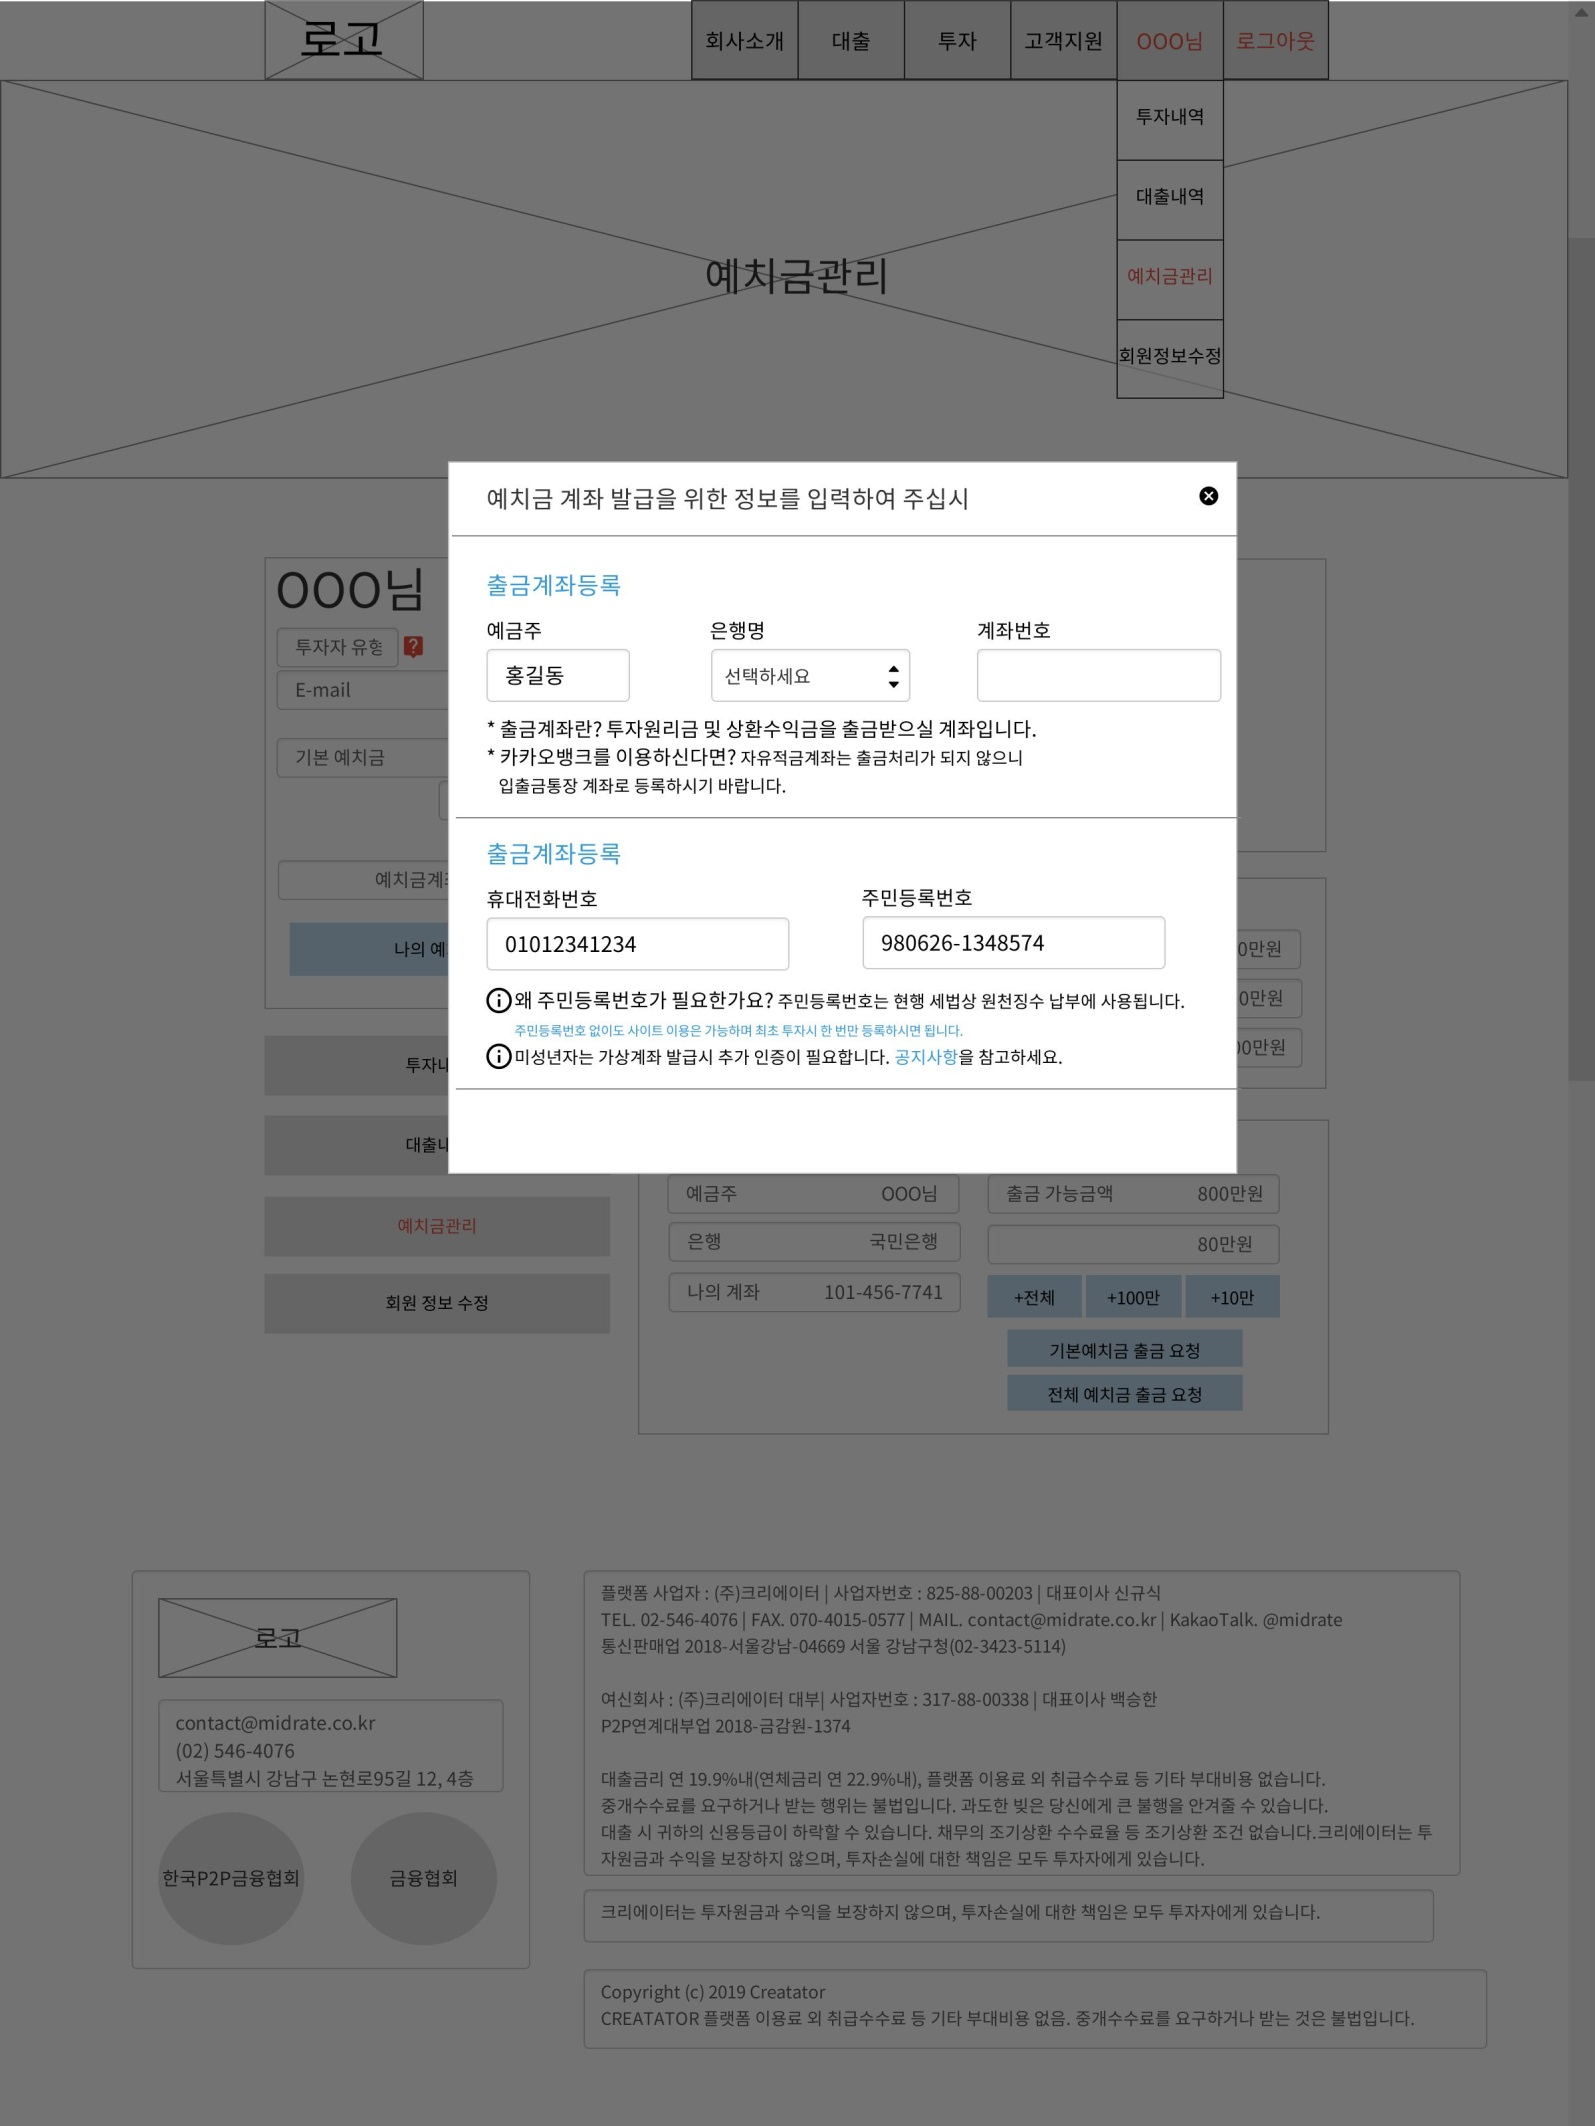 로고
회사소개 대출 투자 고객지원 OOO님 로그아웃
투자내역
대출내역
예치금관리
예치금관리
회원정보수정
예치금 계좌 발급을 위한 정보를 입력하여 주십시
출금계좌등록
예금주 은행명 계좌번호
홍길동 선택하세요
* 출금계좌란? 투자원리금 및 상환수익금을 출금받으실 계좌입니다.
* 카카오뱅크를 이용하신다면? 자유적금계좌는 출금처리가 되지 않으니
입출금통장 계좌로 등록하시기 바랍니다.
출금계좌등록
휴대전화번호 주민등록번호
01012341234 980626-1348574
왜 주민등록번호가 필요한가요? 주민등록번호는 현행 세법상 원천징수 납부에 사용됩니다.
주민등록번호 없이도 사이트 이용은 가능하며 최초 투자시 한 번만 등록하시면 됩니다.
미성년자는 가상계좌 발급시 추가 인증이 필요합니다. 공지사항을 참고하세요.
OOO님
투자자 유형 ?
E-mail
기본 예치금
예치금계
나의 예
투자내
대출내
예치금관리
회원 정보 수정
0만원
0만원
00만원
예금주 OOO님 출금 가능금액 800만원
은행 국민은행 80만원
나의 계좌 101-456-7741
+전체 +100만 +10만
기본예치금 출금 요청
전체 예치금 출금 요청
로고
contact@midrate.co.kr
(02) 546-4076
서울특별시 강남구 논현로95길 12, 4층
한국P2P금융협회 금융협회
플랫폼 사업자 : (주)크리에이터 | 사업자번호 : 825-88-00203 | 대표이사 신규식
TEL. 02-546-4076 | FAX. 070-4015-0577 | MAIL. contact@midrate.co.kr | KakaoTalk. @midrate
통신판매업 2018-서울강남-04669 서울 강남구청(02-3423-5114)
여신회사 : (주)크리에이터 대부| 사업자번호 : 317-88-00338 | 대표이사 백승한
P2P연계대부업 2018-금감원-1374
대출금리 연 19.9%내(연체금리 연 22.9%내), 플랫폼 이용료 외 취급수수료 등 기타 부대비용 없습니다.
중개수수료를 요구하거나 받는 행위는 불법입니다. 과도한 빚은 당신에게 큰 불행을 안겨줄 수 있습니다.
대출 시 귀하의 신용등급이 하락할 수 있습니다. 채무의 조기상환 수수료율 등 조기상환 조건 없습니다.크리에이터는 투
자원금과 수익을 보장하지 않으며, 투자손실에 대한 책임은 모두 투자자에게 있습니다.
크리에이터는 투자원금과 수익을 보장하지 않으며, 투자손실에 대한 책임은 모두 투자자에게 있습니다.
Copyright (c) 2019 Creatator
CREATATOR 플랫폼 이용료 외 취급수수료 등 기타 부대비용 없음. 중개수수료를 요구하거나 받는 것은 불법입니다.